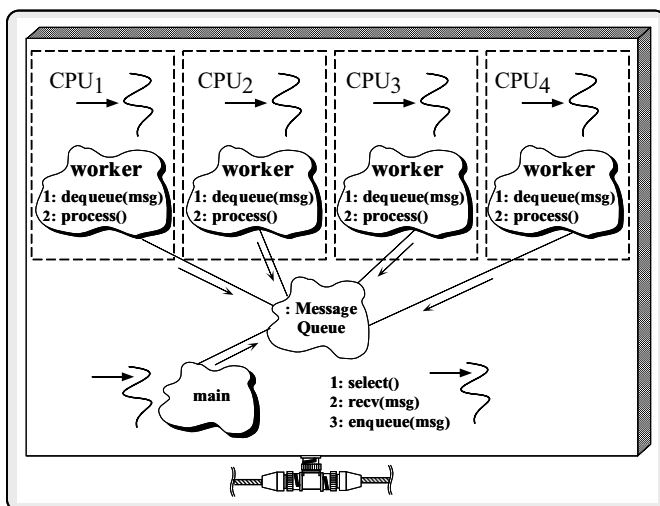 CPU1
CPU2
CPU3
CPU4
worker
1: dequeue(msg)
2: process()
worker
1: dequeue(msg)
2: process()
worker
1: dequeue(msg)
2: process()
worker
1: dequeue(msg)
2: process()
: Message
Queue
main
1: select()
2: recv(msg)
3: enqueue(msg)